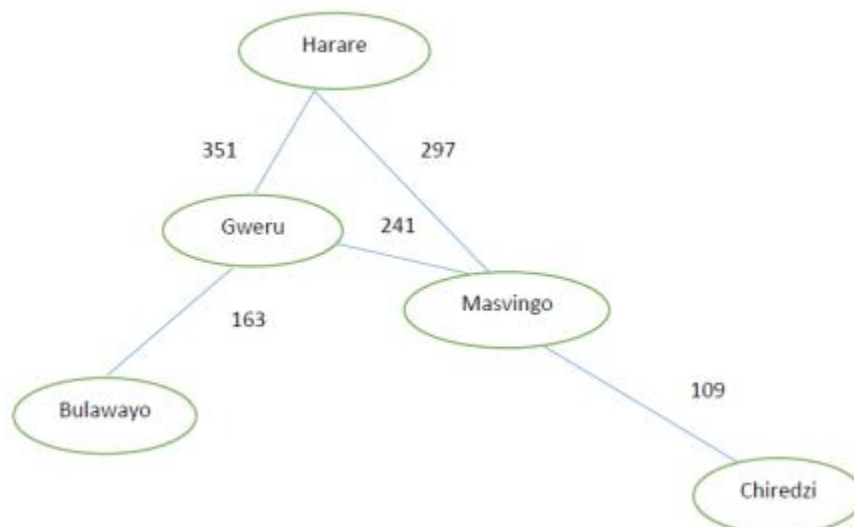 Harare
351
297
Gweru
241
Masvingo
163
109
Bulawayo
Chiredzi